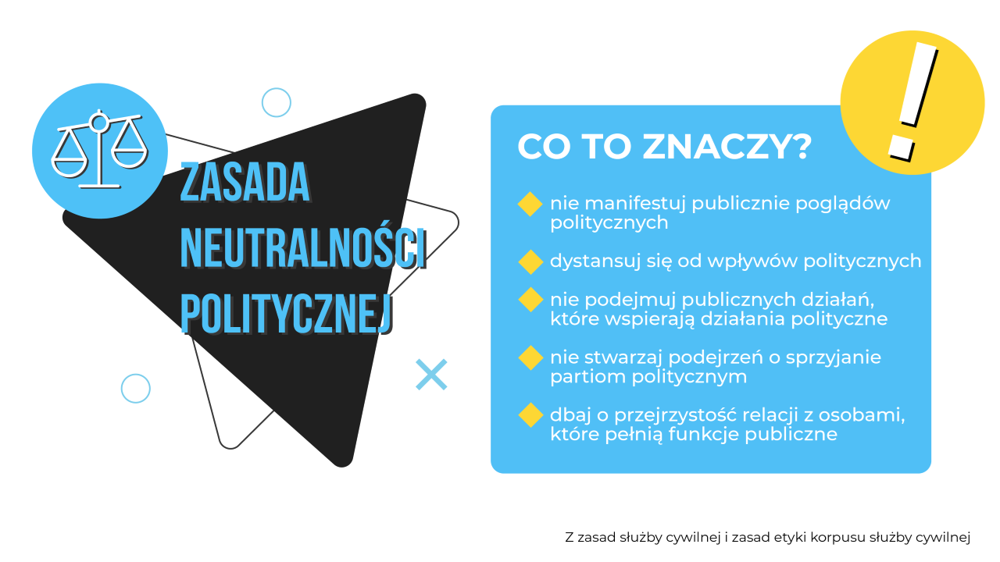 ZASADA
NEUTRALNOŚCI
POLITYCZNEJ
CO TO ZNACZY?
nie manifestuj publicznie poglądów
politycznych
dystansuj się od wpływów politycznych
nie podejmuj publicznych działań,
które wspierają działania polityczne
nie stwarzaj podejrzeń o sprzyjanie
partiom politycznym
dbaj o przejrzystość relacji z osobami,
które pełnią funkcje publiczne
Z zasad służby cywilnej i zasad etyki korpusu służby cywilnej